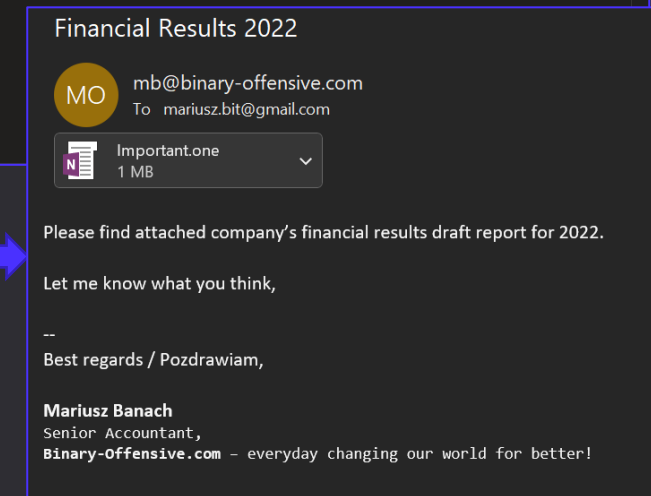 Financial Results 2022
MO
mb@binary-offensive.com
To mariusz.bit@gmail.com
N
Important.one
1 MB
Please find attached company’s financial results draft report for 2022.
Let me know what you think,
--
Best regards / Pozdrawiam,
Mariusz Banach
Senior Accountant,
Binary-Offensive.com – everyday changing our world for better!